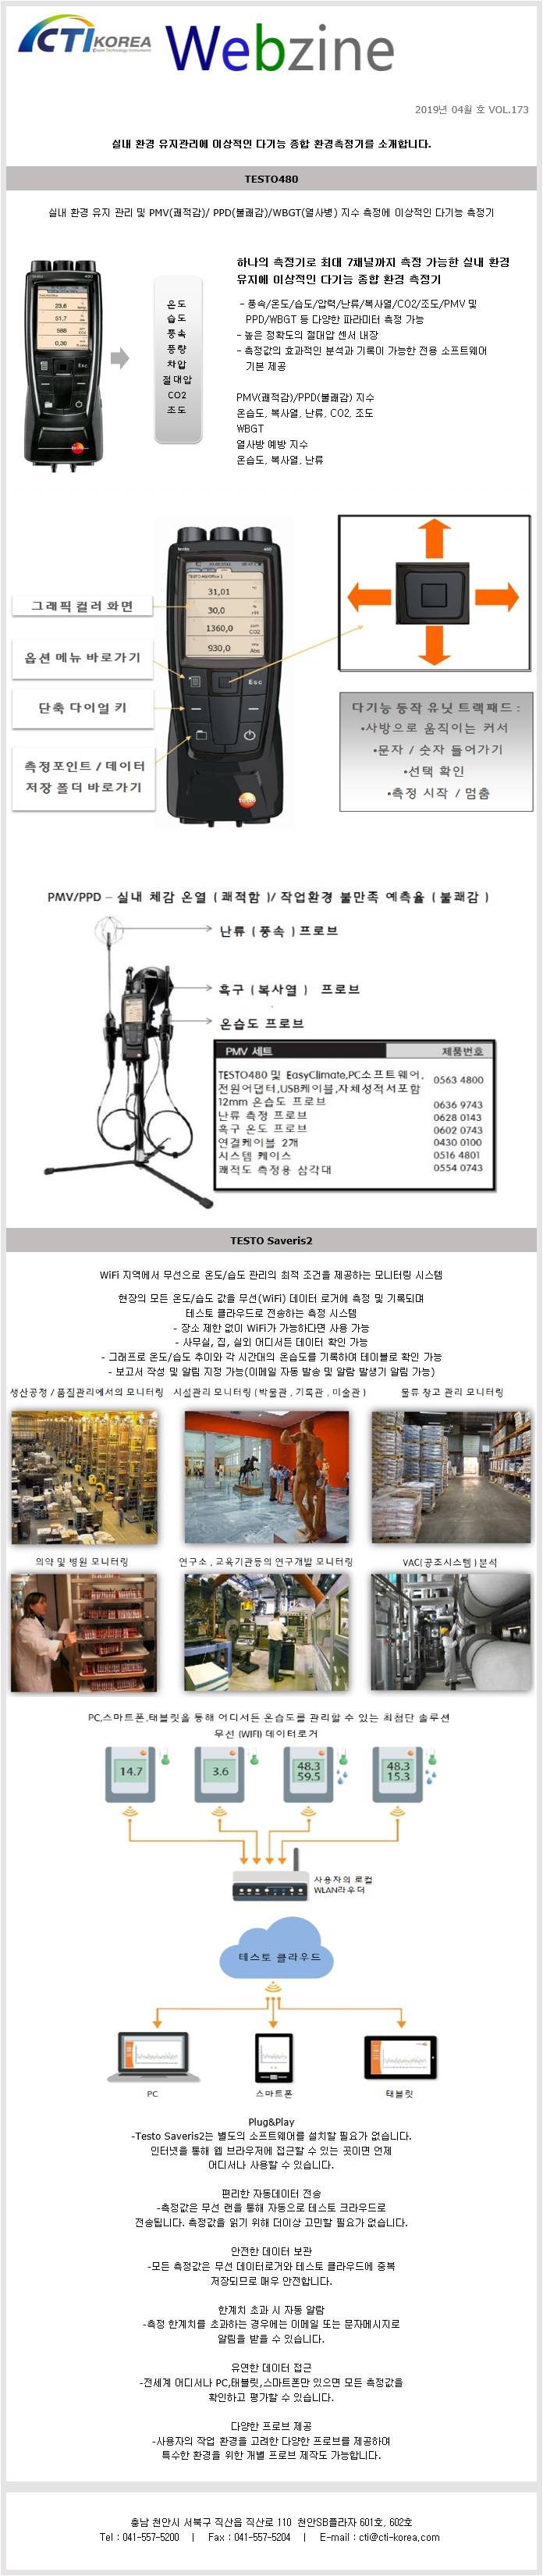 CTI KOREA
Webzine
2019년 04월 호 VOL.173
실내 환경 유지관리에 이상적인 다기능 종합 환경측정기를 소개합니다.
TESTO480
실내 환경 유지 관리 및 PMV(쾌적감)/ PPD(불쾌감)/WBGT(열사병) 지수 측정에 이상적인 다기능 측정기
하나의 측정기로 최대 7채널까지 측정 가능한 실내 환경
유지에 이상적인 다기능 종합 환경 측정기
- 풍속/온도/습도/압력/난류/복사열/CO2/조도/PMV 및
PPD/WBGT 등 다양한 파라미터 측정 가능
- 높은 정확도의 절대압 센서 내장
- 측정값의 효과적인 분석과 기록이 가능한 전용 소프트웨어
기본 제공
온도
습도
풍속
풍량
차압
절대압
CO2
조도
PMV(쾌적감)/PPD(불쾌감) 지수
온습도, 복사열, 난류, CO2, 조도
WBGT
열사방 예방 지수
온습도, 복사열, 난류
testo 480
31,01
30,0
1360,0
CO2
930,0
Esc
그래픽 컬러 화면
옵션 메뉴 바로가기
단축 다이얼 키
측정포인트 / 데이터
저장 폴더 바로가기
다기능 동작 유닛 트랙패드 :
•사방으로 움직이는 커서
•문자 / 숫자 들어가기
•선택 확인
•측정 시작 / 멈춤
PMV/PPD – 실내 체감 온열 ( 쾌적함 )/ 작업환경 불만족 예측율 ( 불쾌감 )
난류 ( 풍속 ) 프로브
흑구 ( 복사열 ) 프로브
온습도 프로브
PMV 세트 제품번호
TESTO480 및 EasyClimate,PC소프트웨어,
전원어댑터,USB케이블,자체성적서포함 0563 4800
12mm 온습도 프로브 0636 9743
난류 측정 프로브 0628 0143
흑구 온도 프로브 0602 0743
연결케이블 2개 0430 0100
시스템 케이스 0516 4801
쾌적도 측정용 삼각대 0554 0743
TESTO Saveris2
WiFi 지역에서 무선으로 온도/습도 관리의 최적 조건을 제공하는 모니터링 시스템
현장의 모든 온도/습도 값을 무선(WiFi) 데이터 로거에 측정 및 기록되며
테스토 클라우드로 전송하는 측정 시스템
- 장소 제한 없이 WiFi가 가능하다면 사용 가능
- 사무실, 집, 실외 어디서든 데이터 확인 가능
- 그래프로 온도/습도 추이와 각 시간대의 온습도를 기록하여 테이블로 확인 가능
- 보고서 작성 및 알림 지정 가능(이메일 자동 발송 및 알람 발생기 알림 가능)
생산공정 / 품질관리에서의 모니터링 시설관리 모니터링 ( 박물관 , 기록관 , 미술관 ) 물류 창고 관리 모니터링
의약 및 병원 모니터링 연구소 , 교육기관등의 연구개발 모니터링 VAC(공조시스템 ) 분석
PC,스마트폰,태블릿을 통해 어디서든 온습도를 관리할 수 있는 최첨단 솔루션
무선 (WIFI) 데이터로거
14.7 3.6 48.3 48.3
59.5 15.3
사용자의 로컬
WLAN라우더
테스토 클라우드
PC 스마트폰 태블릿
Plug&Play
-Testo Saveris2는 별도의 소프트웨어를 설치할 필요가 없습니다.
인터넷을 통해 웹 브라우저에 접근할 수 있는 곳이면 언제
어디서나 사용할 수 있습니다.
편리한 자동데이터 전송
-측정값은 무선 랜을 통해 자동으로 테스토 크라우드로
전송됩니다. 측정값을 읽기 위해 더이상 고민할 필요가 없습니다.
안전한 데이터 보관
-모든 측정값은 무선 데이터로거와 테스토 클라우드에 중복
저장되므로 매우 안전합니다.
한계치 초과 시 자동 알람
-측정 한계치를 초과하는 경우에는 이메일 또는 문자메시지로
알림을 받을 수 있습니다.
유연한 데이터 접근
-전세계 어디서나 PC,태블릿,스마트폰만 있으면 모든 측정값을
확인하고 평가할 수 있습니다.
다양한 프로브 제공
-사용자의 작업 환경을 고려한 다양한 프로브를 제공하며
특수한 환경을 위한 개별 프로브 제작도 가능합니다.
충남 천안시 서북구 직산읍 직산로 110 천안SB플라자 601호, 602호
Tel : 041-557-5200 | Fax : 041-557-5204 | E-mail : cti@cti-korea.com